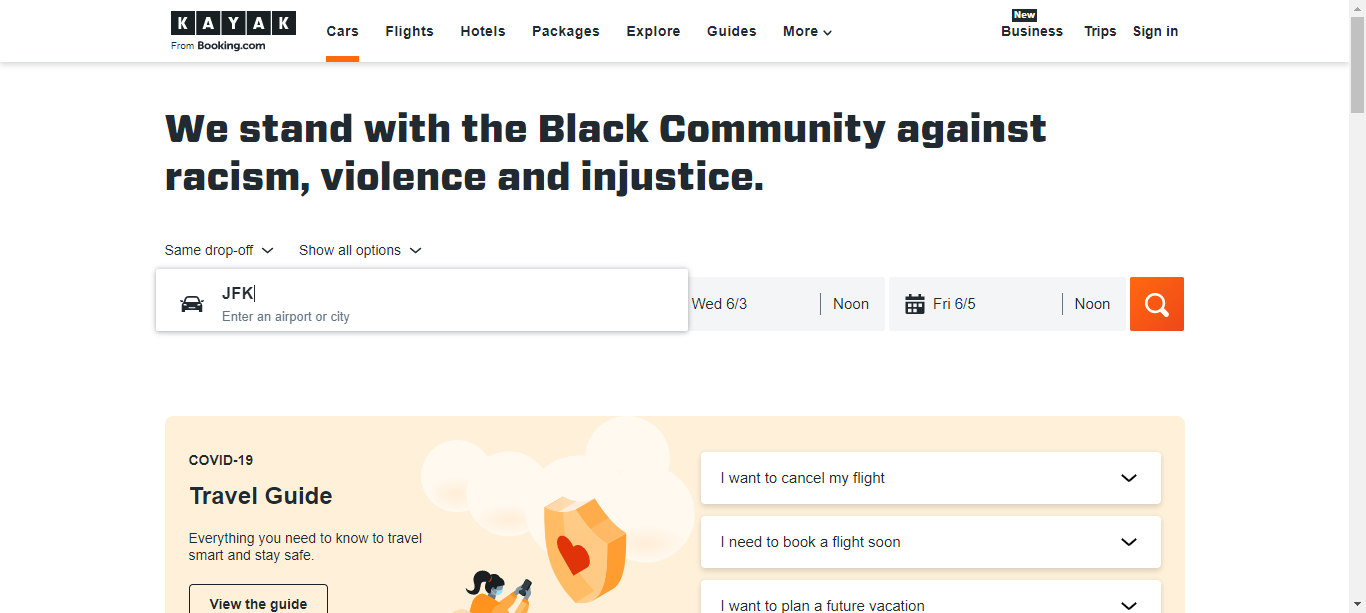 KAYAK
From Booking.com
Cars Flights Hotels Packages Explore Guides More
New
Business Trips Sign in
We stand with the Black Community against
racism, violence and injustice.
Same drop-off Show all options
JFK
Enter an airport or city
Wed 6/3 Noon Fri 6/5 Noon
COVID-19
Travel Guide
Everything you need to know to travel
smart and stay safe.
View the guide
I want to cancel my flight
I need to book a flight soon
I want to plan a future vacation